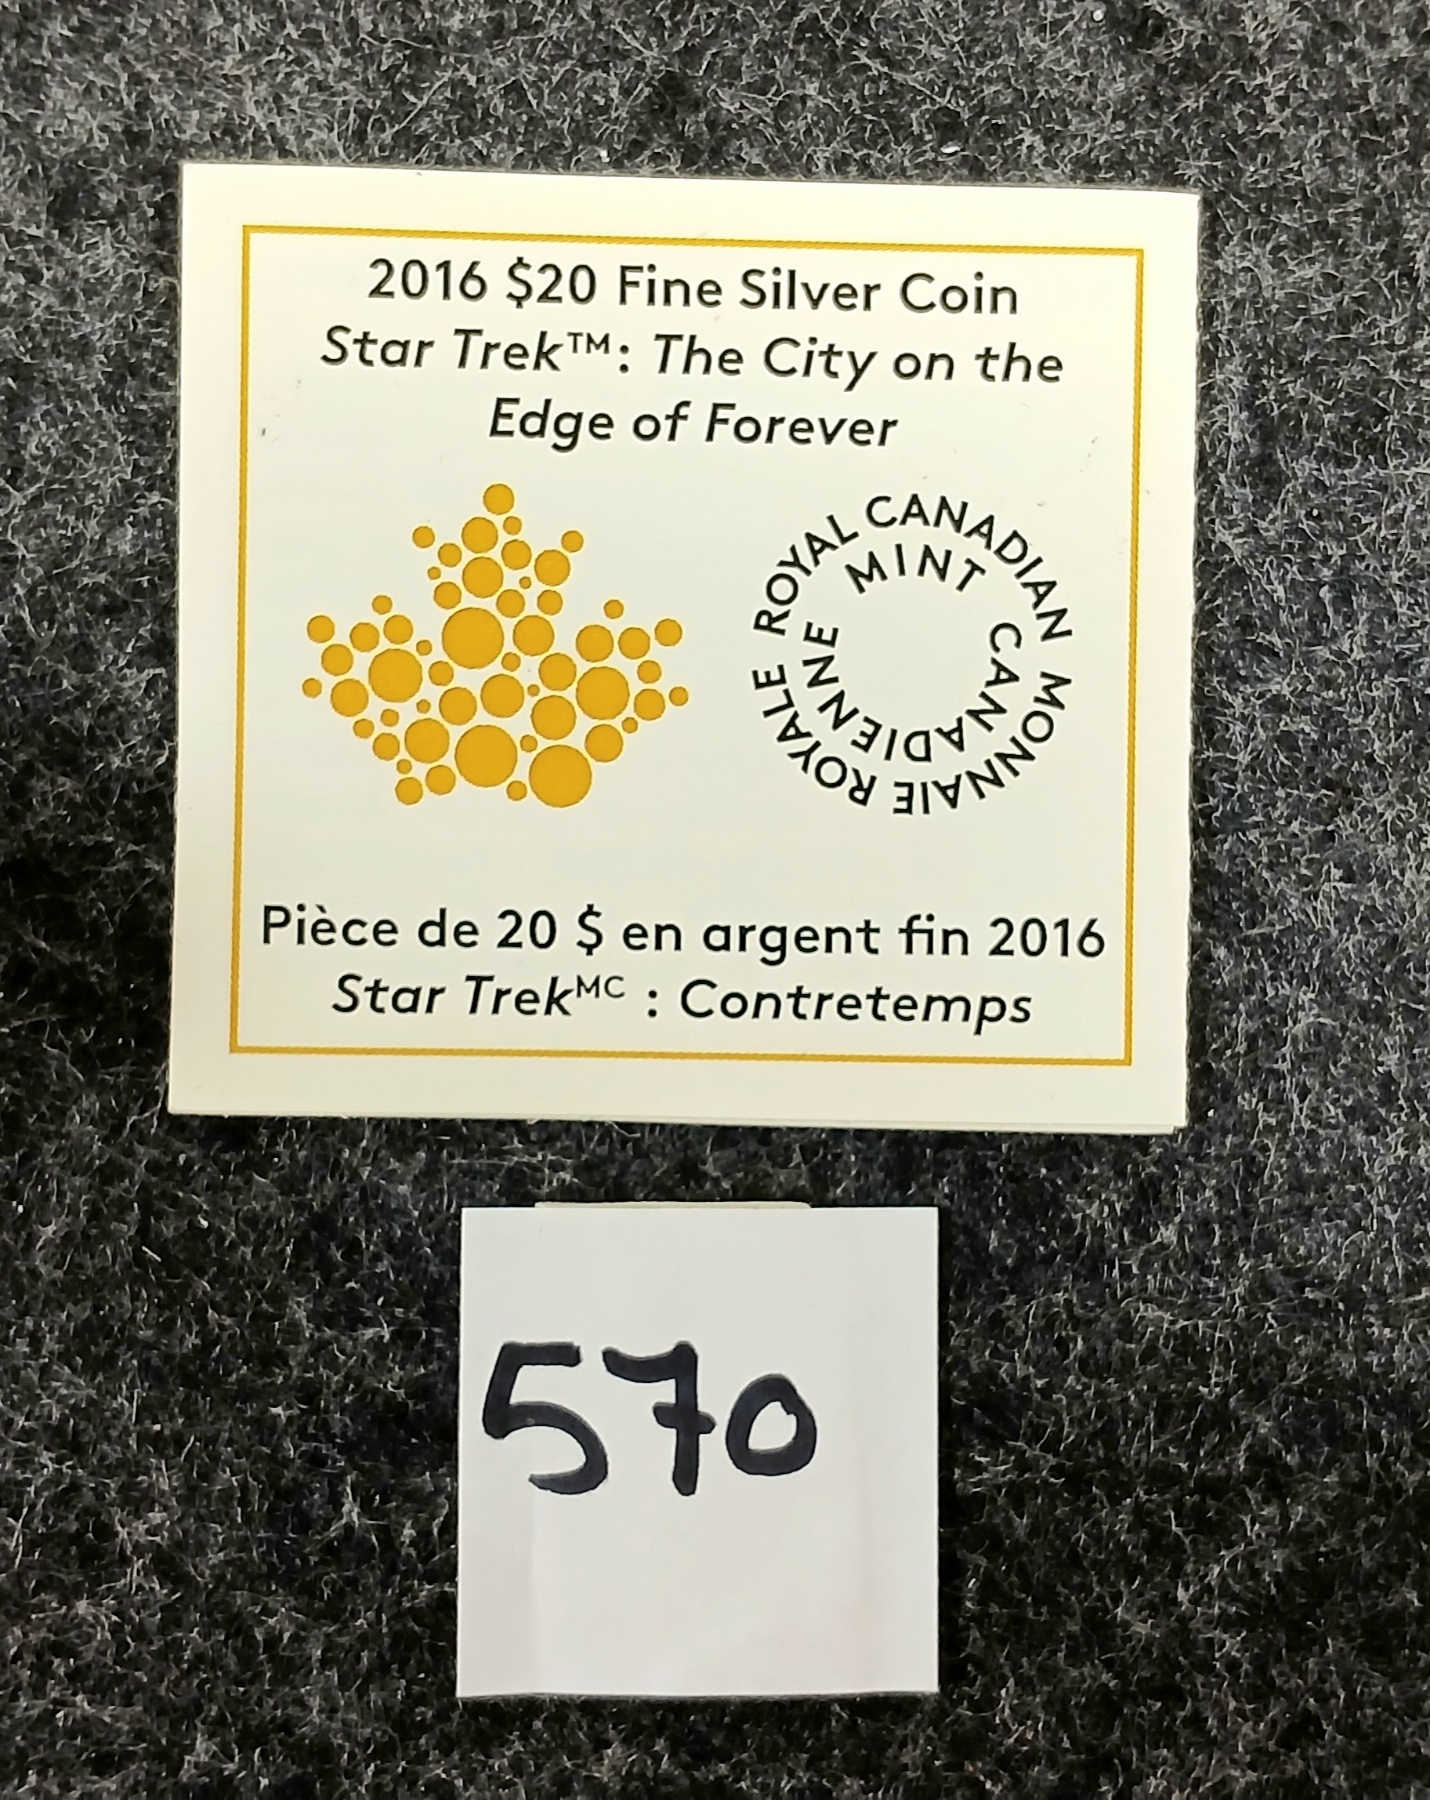 2016 $20 Fine Silver Coin
Star Trek™: The City on the
Edge of Forever
ROYAL CANADIAN
MINT
MONNAIE ROYALE
CANADIENNE
Pièce de 20 $ en argent fin 2016
Star Trekᴹᶜ : Contretemps
570